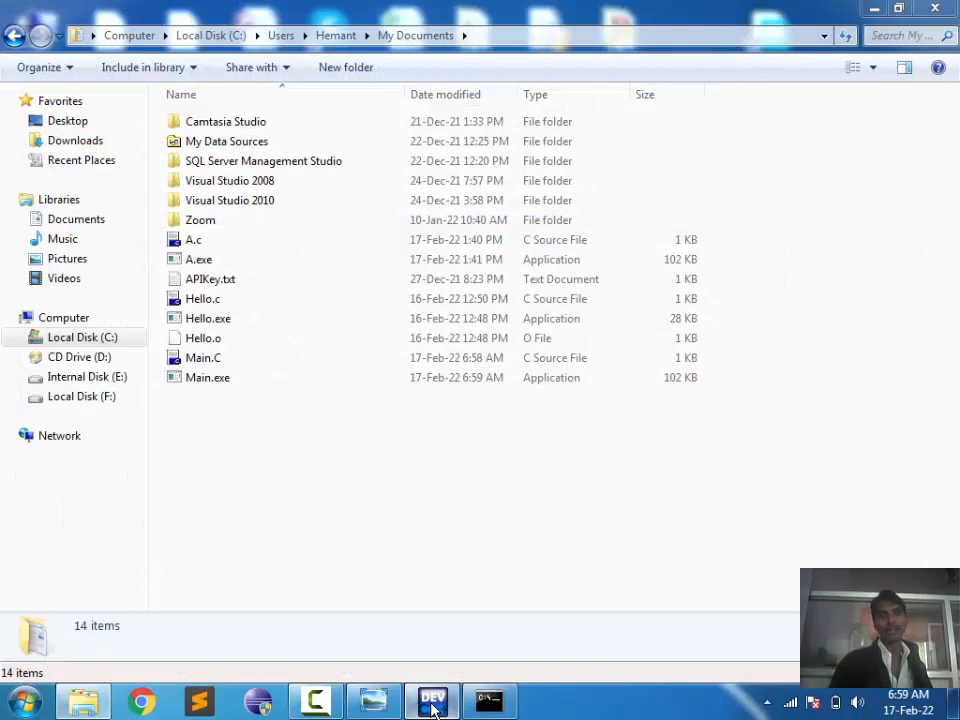 Computer Local Disk (C:) Users Hemant My Documents Search My ...
Organize Include in library Share with New folder
Name Date modified Type Size
Favorites
Desktop
Downloads
Recent Places
Libraries
Documents
Music
Pictures
Videos
Computer
Local Disk (C:)
CD Drive (D:)
Internal Disk (E:)
Local Disk (F:)
Network
Camtasia Studio 21-Dec-21 1:33 PM File folder
My Data Sources 22-Dec-21 12:25 PM File folder
SQL Server Management Studio 22-Dec-21 12:20 PM File folder
Visual Studio 2008 24-Dec-21 7:57 PM File folder
Visual Studio 2010 24-Dec-21 3:58 PM File folder
Zoom 10-Jan-22 10:40 AM File folder
A.c 17-Feb-22 1:40 PM C Source File 1 KB
A.exe 17-Feb-22 1:41 PM Application 102 KB
APIKey.txt 27-Dec-21 8:23 PM Text Document 1 KB
Hello.c 16-Feb-22 12:50 PM C Source File 1 KB
Hello.exe 16-Feb-22 12:48 PM Application 28 KB
Hello.o 16-Feb-22 12:48 PM O File 1 KB
Main.C 17-Feb-22 6:58 AM C Source File 1 KB
Main.exe 17-Feb-22 6:59 AM Application 102 KB
14 items
14 items
DEV
C:\
6:59 AM
17-Feb-22